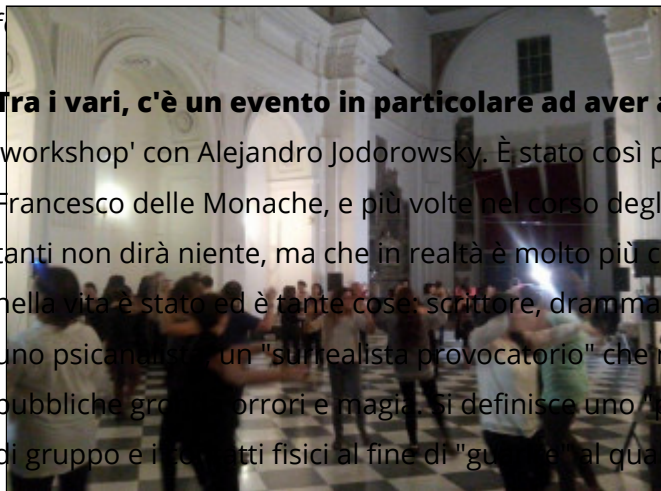 Tra i vari, c'è un evento in particolare ad aver
workshop' con Alejandro Jodorowsky. È stato così
Francesco delle Monache, e più volte nel corso degl
tanti non dirà niente, ma che in realtà è molto più
nella vita è stato ed è tante cose: scrittore, dramma
uno un "surrealista provocatorio" che
pubbliche orrori e magia. Si definisce uno
di gruppo e i fisici al fine di al